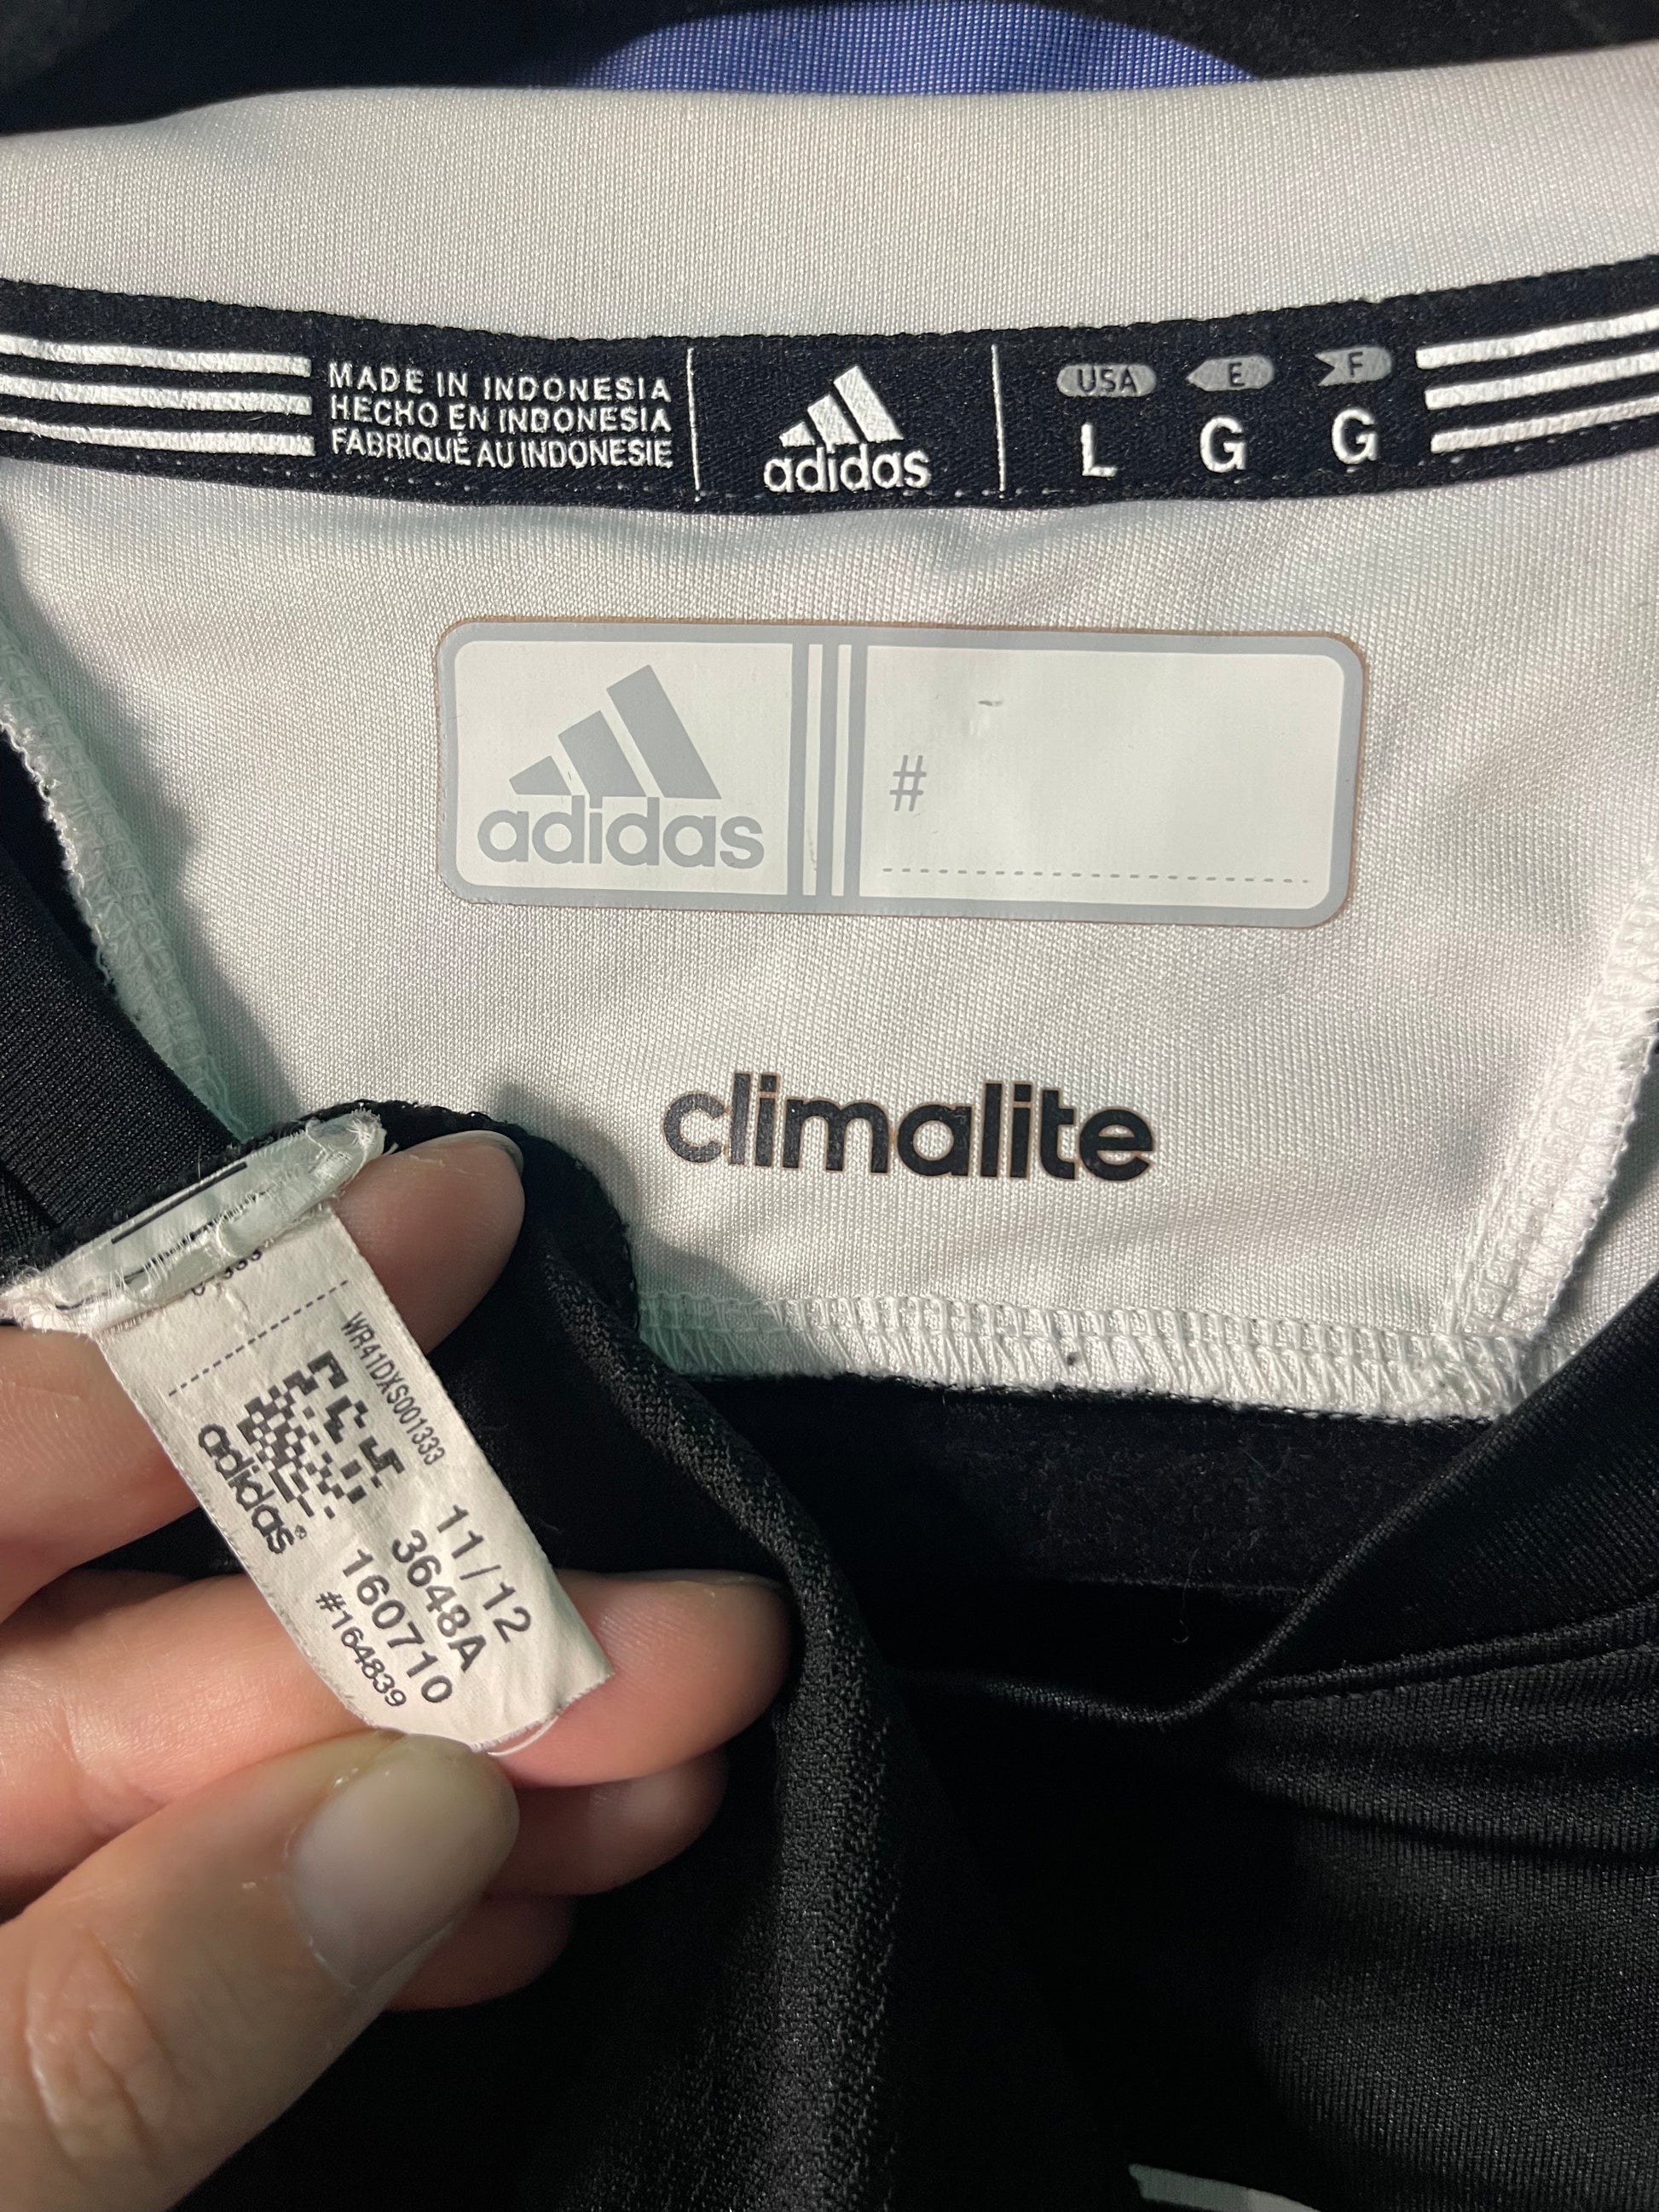 MADE IN INDONESIA
HECHO EN INDONESIA
FABRIQUÉ AU INDONESIE
adidas
USA E F
L G G
adidas
#
climalite
WR41DXS001333
adidas®
11/12
3648A
160710
#164839